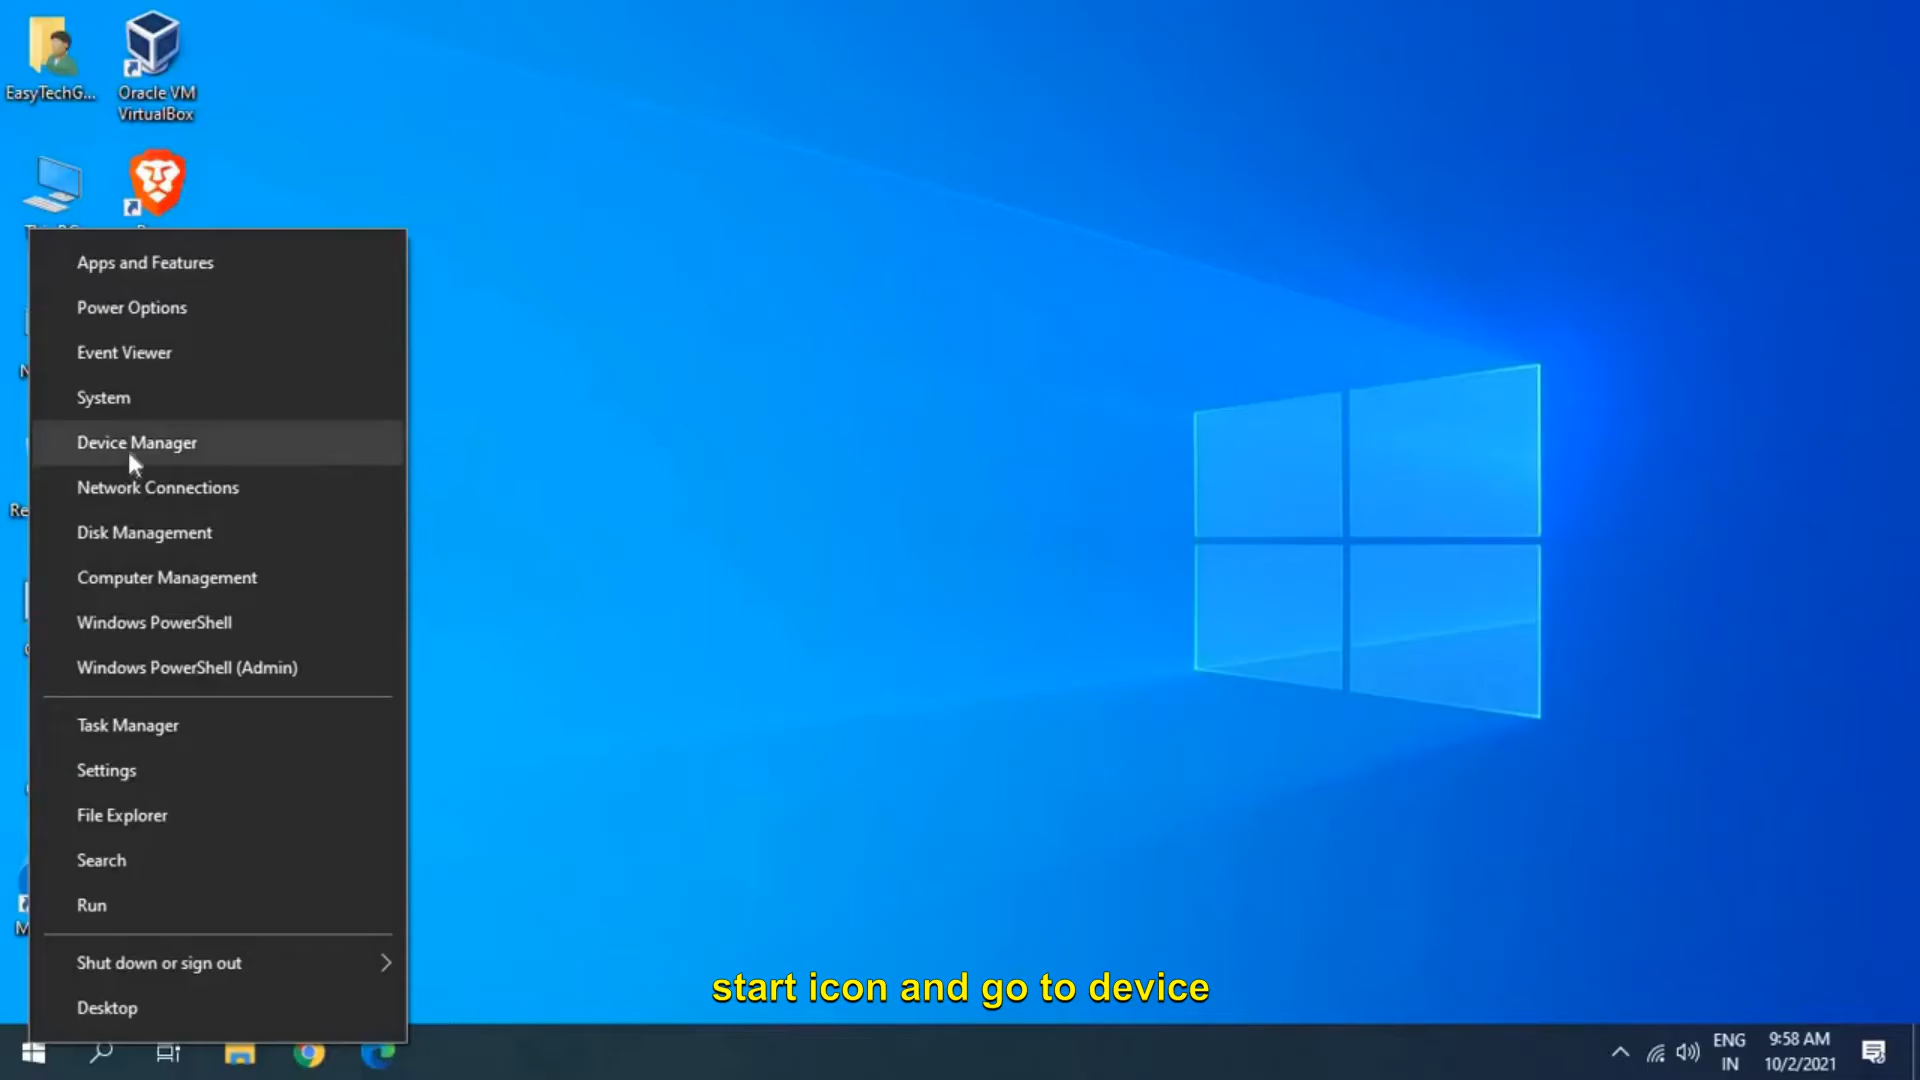 EasyTechG...
Oracle VM
VirtualBox
Apps and Features
Power Options
Event Viewer
System
Device Manager
Network Connections
Disk Management
Computer Management
Windows PowerShell
Windows PowerShell (Admin)
Task Manager
Settings
File Explorer
Search
Run
Shut down or sign out
Desktop
start icon and go to device
ENG
IN
9:58 AM
10/2/2021